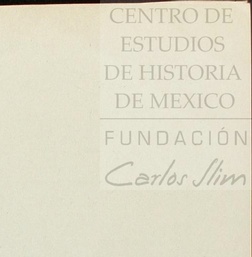 CENTRO DE
ESTUDIOS
DE HISTORIA
DE MEXICO
FUNDACIÓN
Carlos Slim